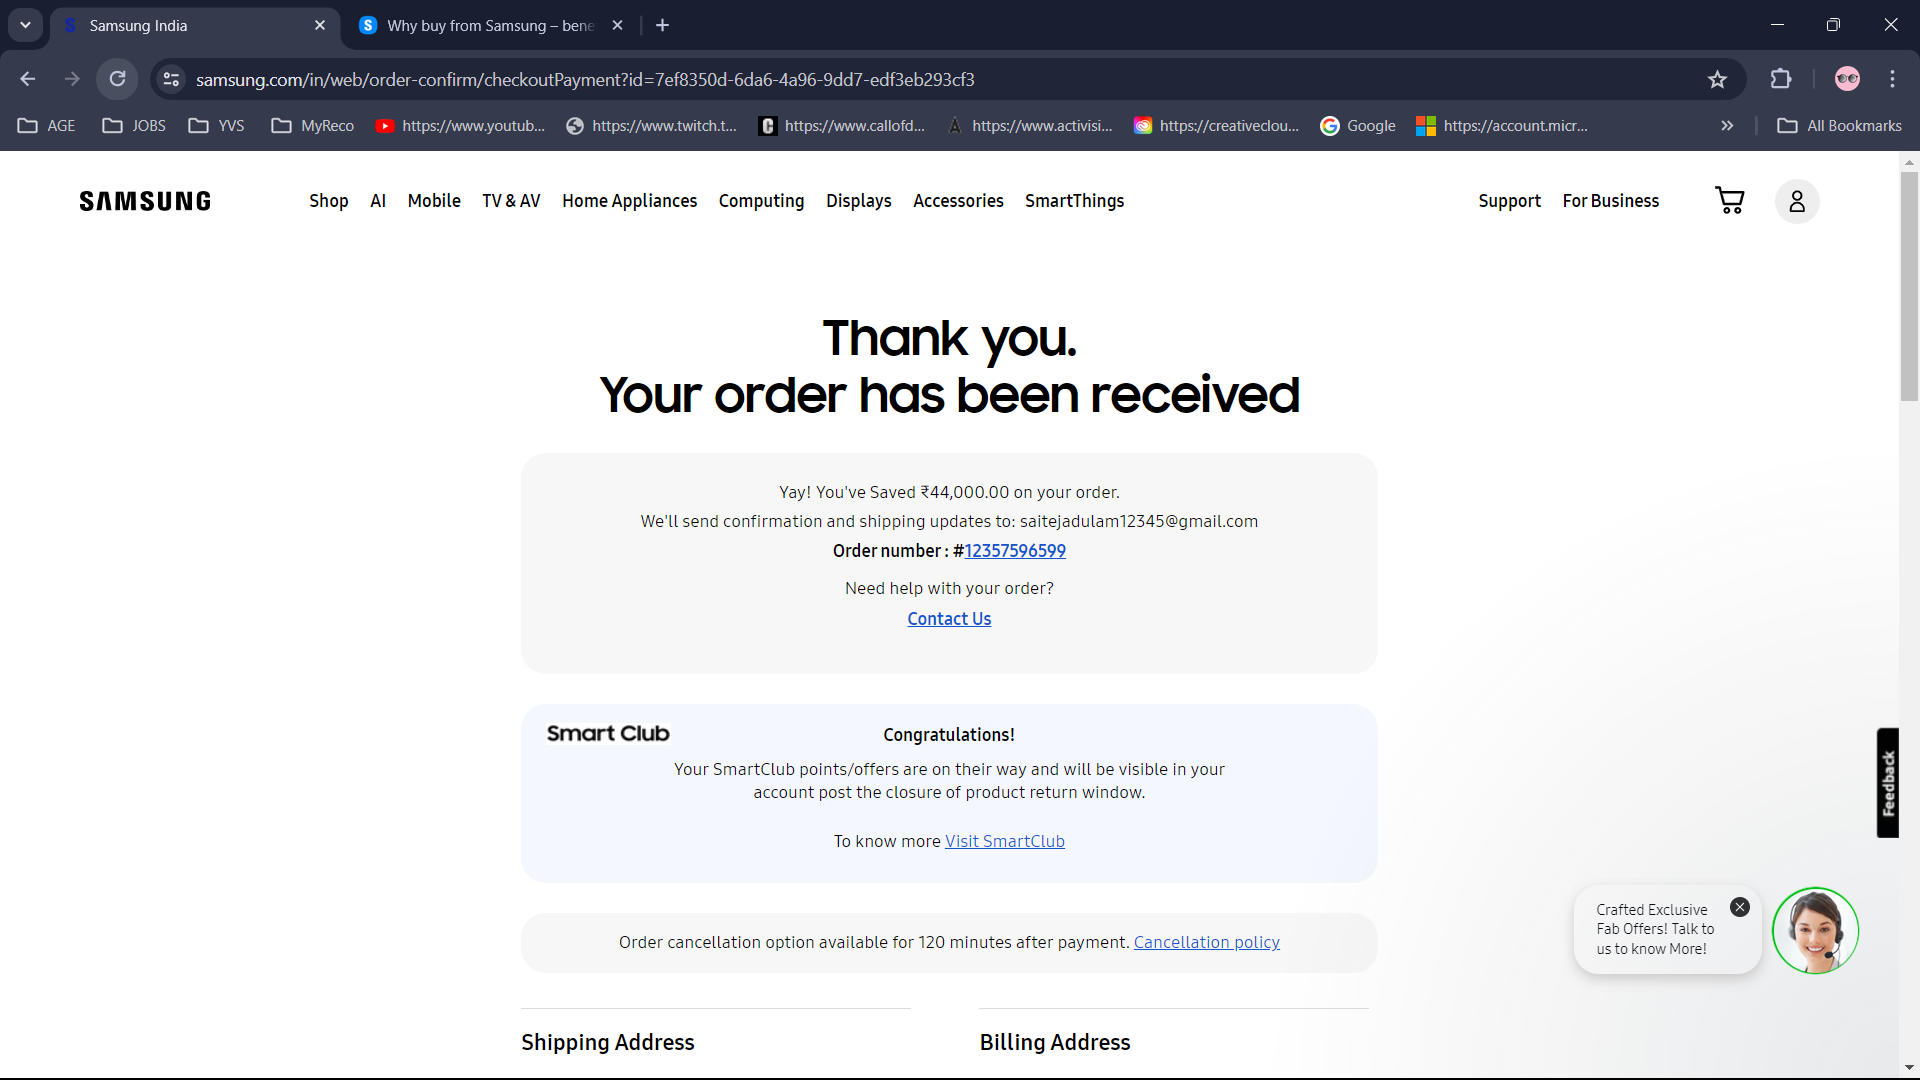 Samsung India
Why buy from Samsung – bene
samsung.com/in/web/order-confirm/checkoutPayment?id=7ef8350d-6da6-4a96-9dd7-edf3eb293cf3
AGE
JOBS
YVS
MyReco
https://www.youtub...
https://www.twitch.t...
https://www.callofd...
https://www.activisi...
https://creativeclou...
Google
https://account.micr...
All Bookmarks
SAMSUNG
Shop
AI
Mobile
TV & AV
Home Appliances
Computing
Displays
Accessories
SmartThings
Support
For Business
Thank you.
Your order has been received
Yay! You've Saved ₹44,000.00 on your order.
We'll send confirmation and shipping updates to: saitejadulam12345@gmail.com
Order number : #12357596599
Need help with your order?
Contact Us
Smart Club
Congratulations!
Your SmartClub points/offers are on their way and will be visible in your
account post the closure of product return window.
To know more Visit SmartClub
Feedback
Crafted Exclusive
Fab Offers! Talk to
us to know More!
Order cancellation option available for 120 minutes after payment. Cancellation policy
Shipping Address
Billing Address